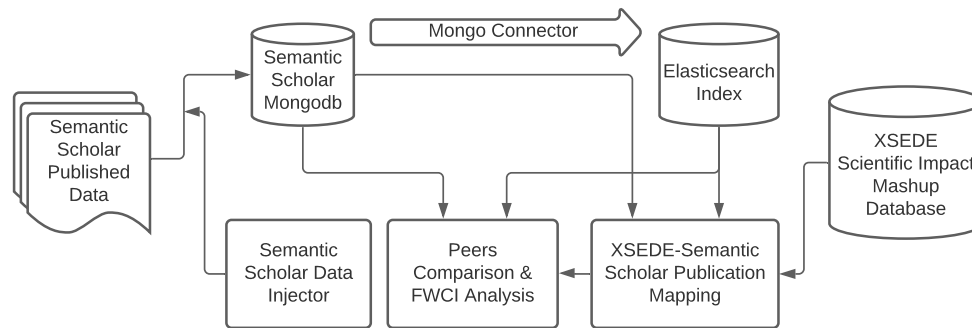 Mongo Connector
Semantic
Scholar
Mongodb
Elasticsearch
Index
Semantic
Scholar
Published
Data
XSEDE
Scientific Impact
Mashup
Database
Semantic
Scholar Data
Injector
Peers
Comparison &
FWCI Analysis
XSEDE-Semantic
Scholar Publication
Mapping